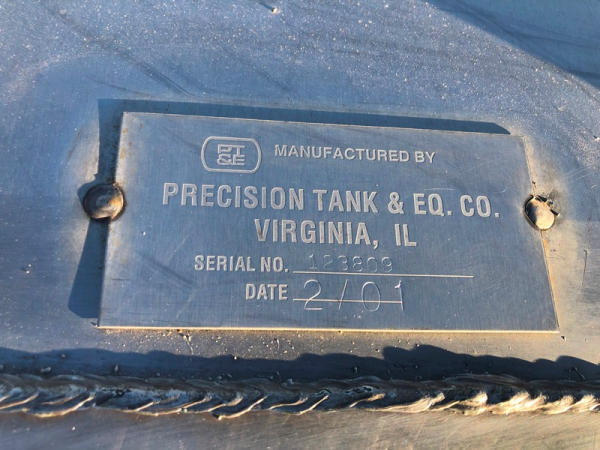 PT
&E
MANUFACTURED BY
PRECISION TANK & EQ. CO.
VIRGINIA, IL
SERIAL NO. 123809
DATE 2/01